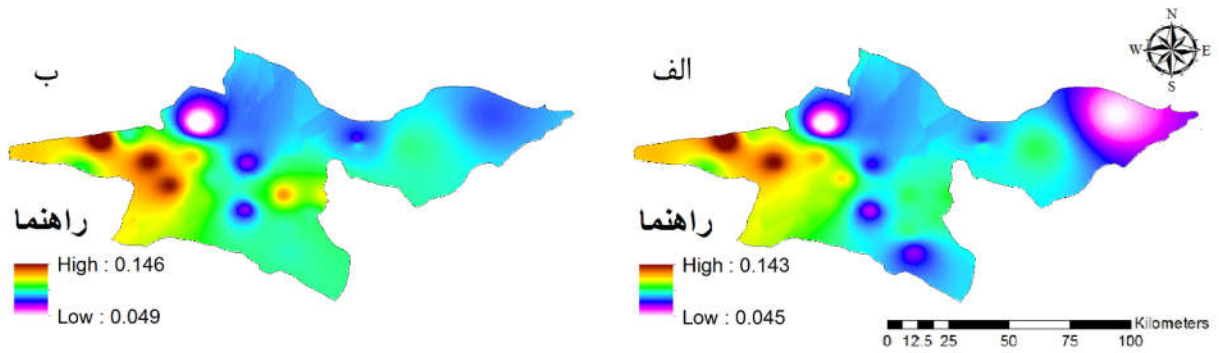 ب
راهنما
High : 0.146
Low : 0.049
الف
N
W E
S
راهنما
High : 0.143
Low : 0.045
Kilometers
0 12.5 25 50 75 100